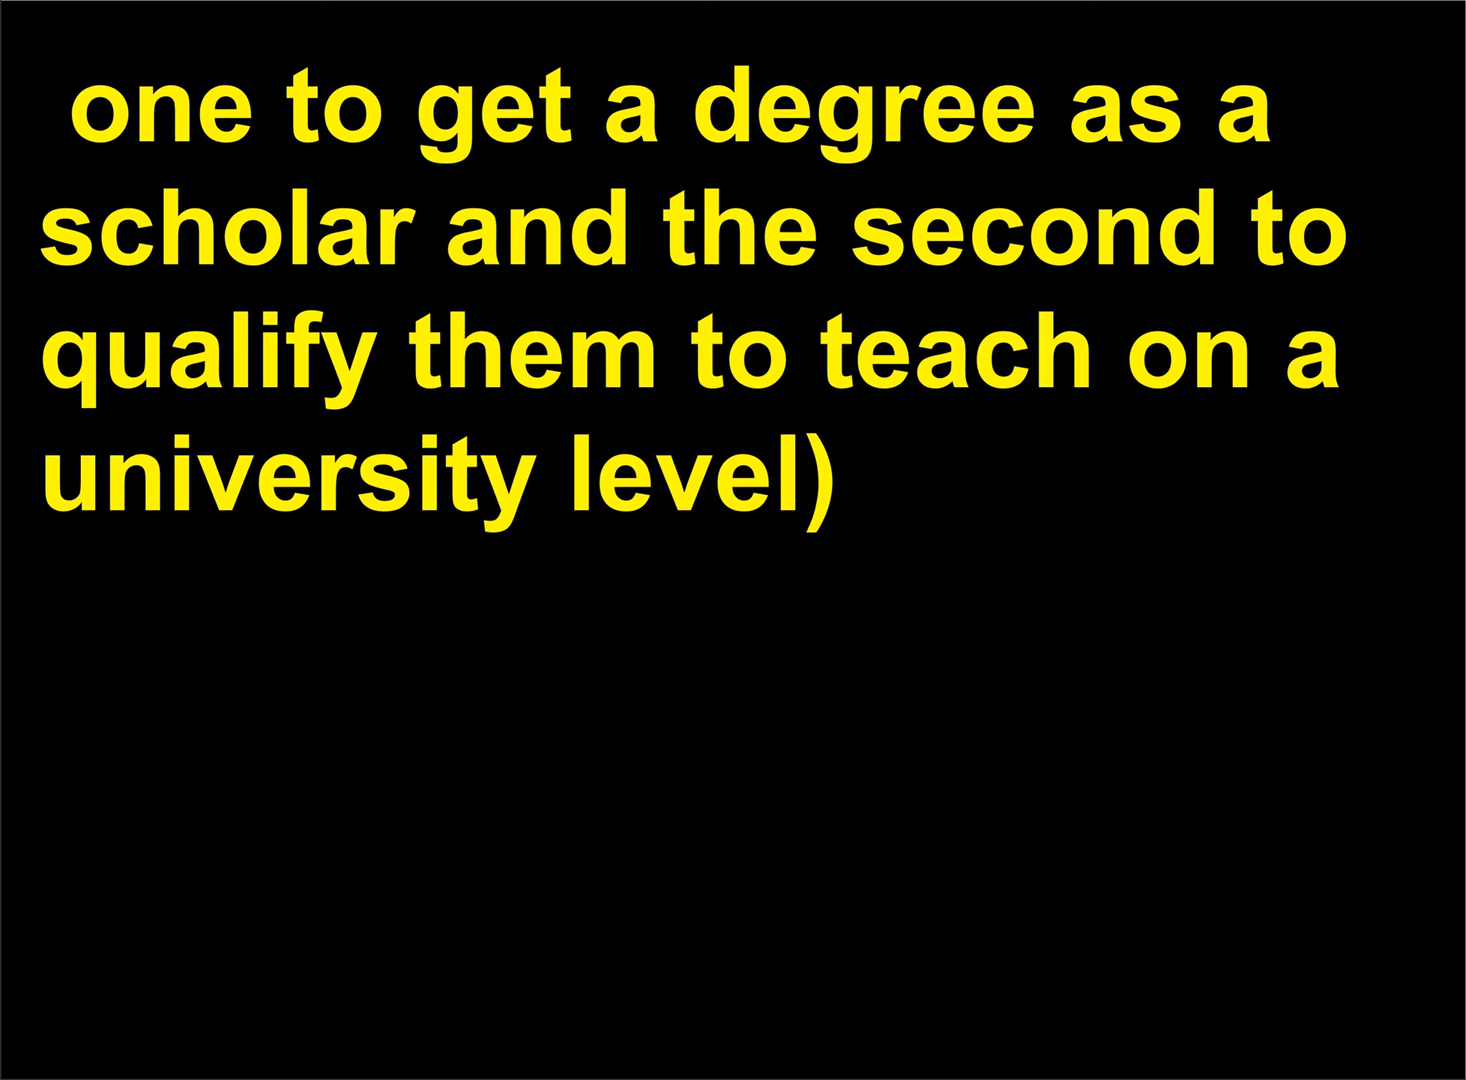 one to get a degree as a
scholar and the second to
qualify them to teach on a
university level)